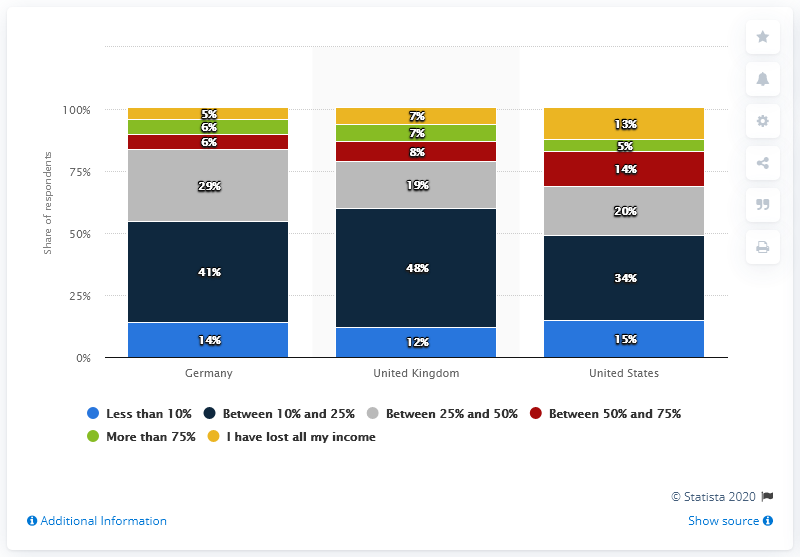 Share of respondents
100%
75%
50%
25%
0%
5%
6%
6%
29%
41%
14%
7%
7%
8%
19%
48%
12%
13%
5%
14%
20%
34%
15%
Germany
United Kingdom
United States
Less than 10% Between 10% and 25% Between 25% and 50% Between 50% and 75%
More than 75% I have lost all my income
© Statista 2020
Additional Information
Show source